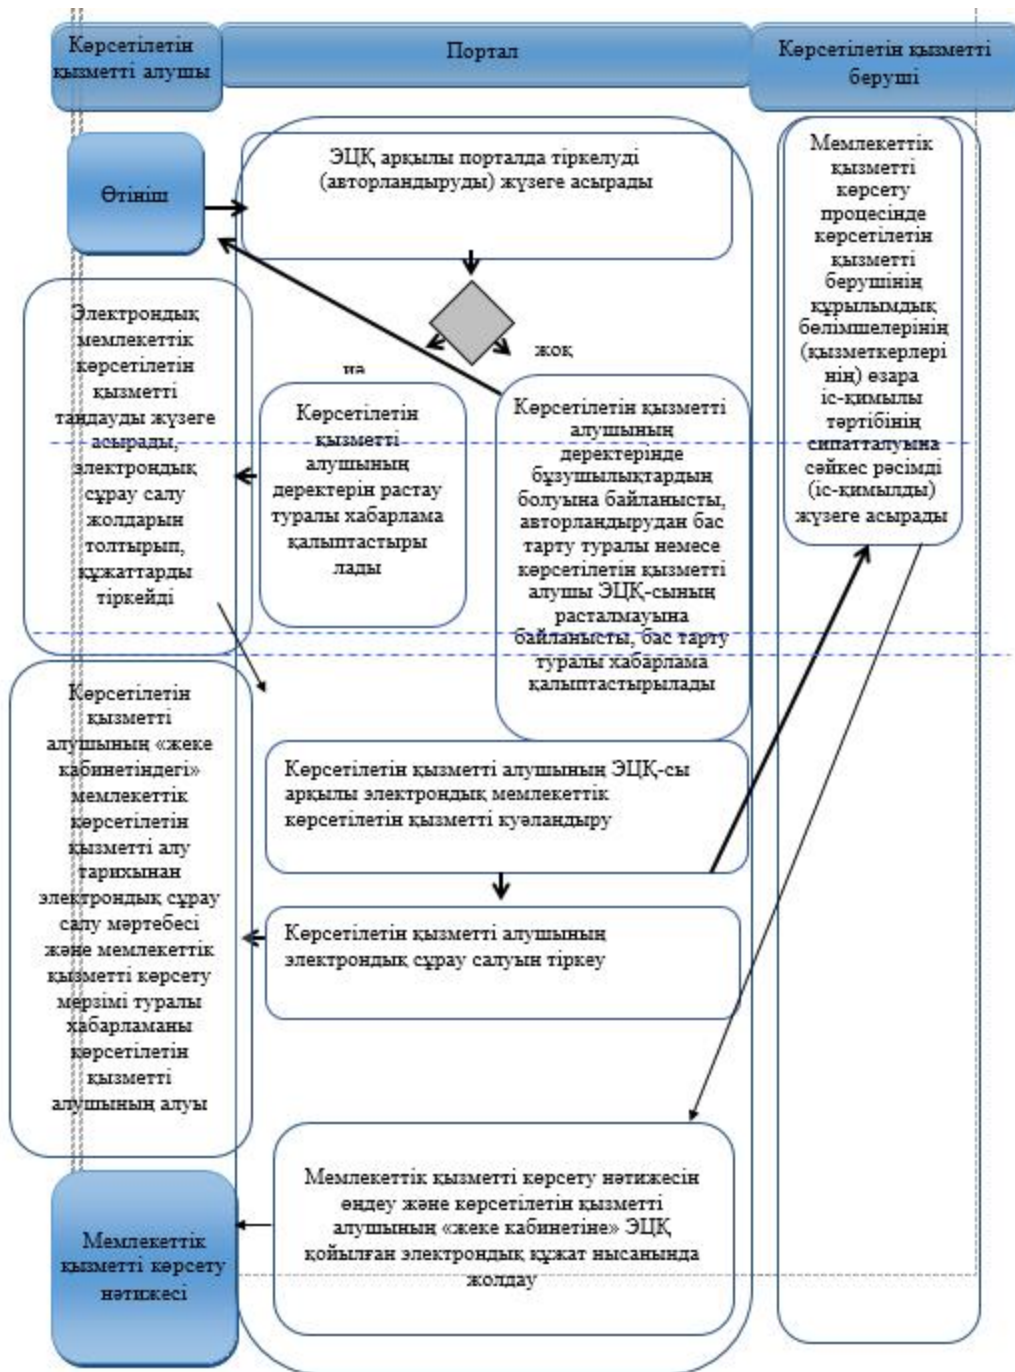 Көрсетілетін
қызметті алушы
Портал
Көрсетілетін қызметті
беруші
Өтініш
ЭЦҚ арқылы порталда тіркелуді
(авторландыруды) жүзеге асырады
Мемлекеттік
қызметті
көрсету
процесінде
көрсетілетін
қызметті
берушінің
құрылымдық
бөлімшелерінің
(қызметкерлері
нің) өзара
іс-қимылы
тәртібінің
сипатталуына
сәйкес рәсімді
(іс-қимылды)
жүзеге асырады
жоқ
иә
Электрондық
мемлекеттік
көрсетілетін
қызметті
таңдауды жүзеге
асырады,
электрондық
сұрау салу
жолдарын
толтырып,
құжаттарды
тіркейді
Көрсетілетін
қызметті
алушының
деректерін растау
туралы хабарлама
қалыптастыры
лады
Көрсетілетін қызметті
алушының
деректерінде
бұзушылықтардың
болуына байланысты,
авторландырудан бас
тарту туралы немесе
көрсетілетін қызметті
алушы ЭЦҚ-сының
расталмауына
байланысты, бас тарту
туралы хабарлама
қалыптастырылады
Көрсетілетін
қызметті
алушының «жеке
кабинетіндегі»
мемлекеттік
көрсетілетін
қызметті алу
тарихынан
электрондық сұрау
салу мәртебесі
және мемлекеттік
қызметті көрсету
мерзімі туралы
хабарламаны
көрсетілетін
қызметті
алушының алуы
Көрсетілетін қызметті алушының ЭЦҚ-сы
арқылы электрондық мемлекеттік
көрсетілетін қызметті куәландыру
Көрсетілетін қызметті алушының
электрондық сұрау салуын тіркеу
Мемлекеттік қызметті көрсету нәтижесін
өңдеу және көрсетілетін қызметті
алушының «жеке кабинетіне» ЭЦҚ
қойылған электрондық құжат нысанында
жолдау
Мемлекеттік
қызметті көрсету
нәтижесі